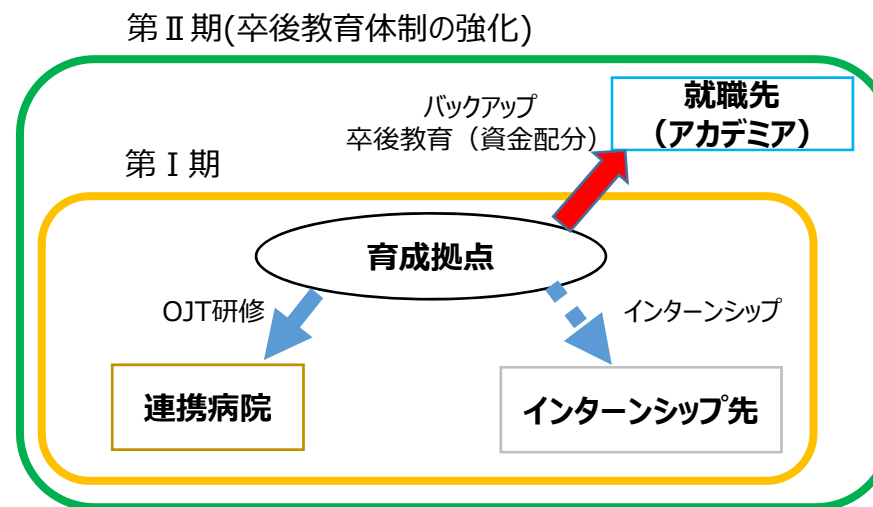 第Ⅱ期(卒後教育体制の強化)
バックアップ
卒後教育（資金配分）
就職先
（アカデミア）
第Ⅰ期
育成拠点
OJT研修
インターンシップ
連携病院
インターンシップ先